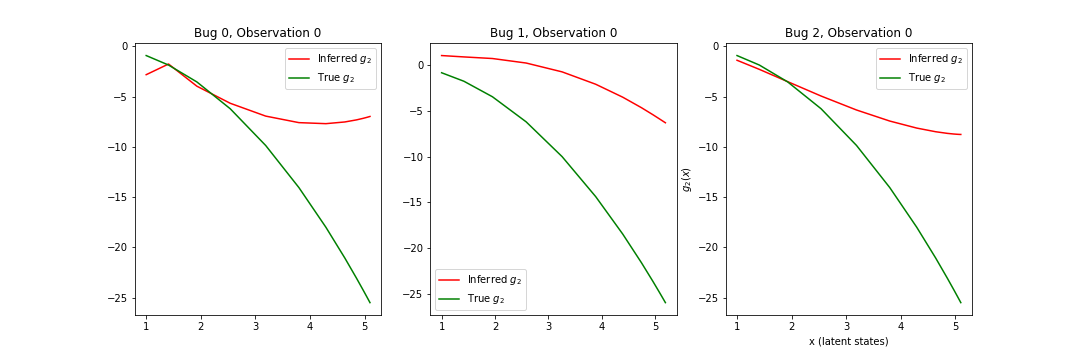 Bug 0, Observation 0
0
−5
−10
−15
−20
−25
1 2 3 4 5
Inferred g₂
True g₂
Bug 1, Observation 0
0
−5
−10
−15
−20
−25
1 2 3 4 5
Inferred g₂
True g₂
Bug 2, Observation 0
g₂(x)
0
−5
−10
−15
−20
−25
1 2 3 4 5
x (latent states)
Inferred g₂
True g₂